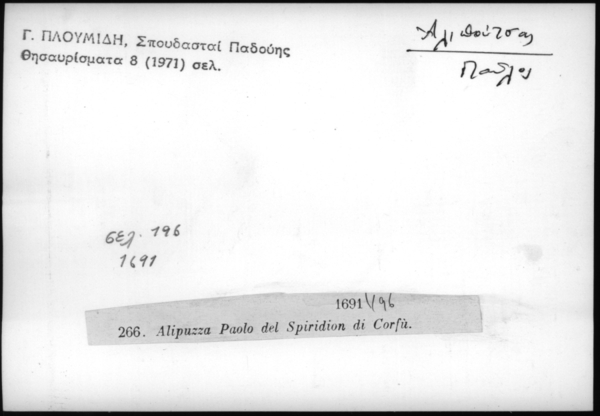 Γ. ΠΛΟΥΜΙΔΗ, Σπουδασταί Παδούης
Θησαυρίσματα 8 (1971) σελ.
Αλιπούτσας
Παύλος
σελ. 196
1691
1691/196
266. Alipuzza Paolo del Spiridion di Corfù.